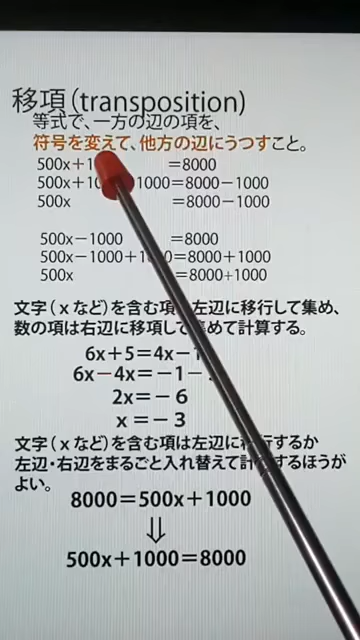 移項(transposition)
等式で、一方の辺の項を、
符号を変えて、他方の辺にうつすこと。
500x+1 =8000
500x+10 1000=8000−1000
500x =8000−1000
500x−1000 =8000
500x−1000+1 0=8000+1000
500x =8000+1000
文字(xなど)を含む項 左辺に移行して集め、
数の項は右辺に移項して集めて計算する。
6x+5=4x−1
6x−4x=−1−
2x=−6
x=−3
文字(xなど)を含む項は左辺に移行するか
左辺・右辺をまるごと入れ替えて計 するほうが
よい。
8000=500x+1000
⇓
500x+1000=8000